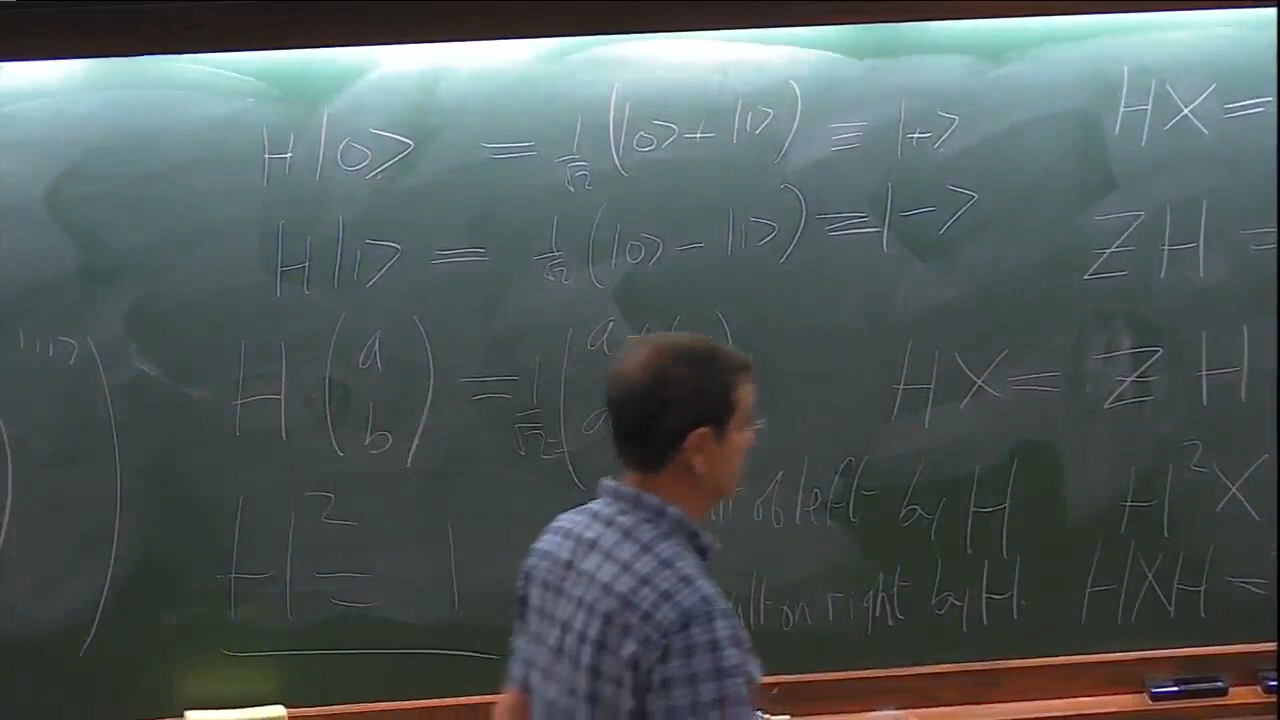 H|0> = 1/√2 (|0> + |1>) ≡ |+>
H|1> = 1/√2 (|0> - |1>) ≡ |->
H (a b) = 1/√2 (a
H² = 1
HX =
ZH =
HX = ZH
of left by H H²X
on right by H. HXH =